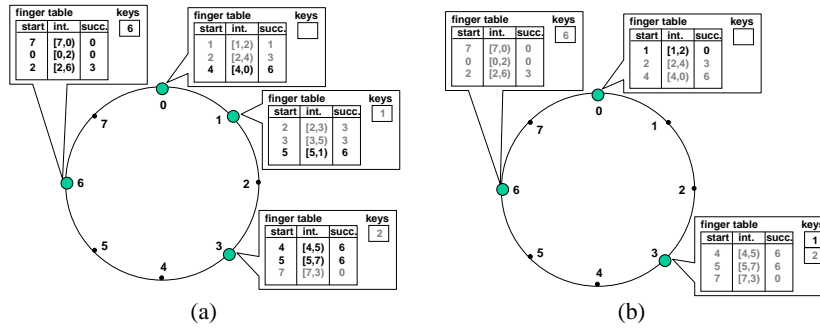 finger table keys
start int. succ. 6
7 [7,0) 0
0 [0,2) 0
2 [2,6) 3
finger table keys
start int. succ.
1 [1,2) 1
2 [2,4) 3
4 [4,0) 6
finger table keys
start int. succ. 1
2 [2,3) 3
3 [3,5) 3
5 [5,1) 6
finger table keys
start int. succ. 2
4 [4,5) 6
5 [5,7) 6
7 [7,3) 0
0
1
2
3
4
5
6
7
(a)
finger table keys
start int. succ. 6
7 [7,0) 0
0 [0,2) 0
2 [2,6) 3
finger table keys
start int. succ.
1 [1,2) 0
2 [2,4) 3
4 [4,0) 6
finger table keys
start int. succ. 1
4 [4,5) 6 2
5 [5,7) 6
7 [7,3) 0
0
1
2
3
4
5
6
7
(b)